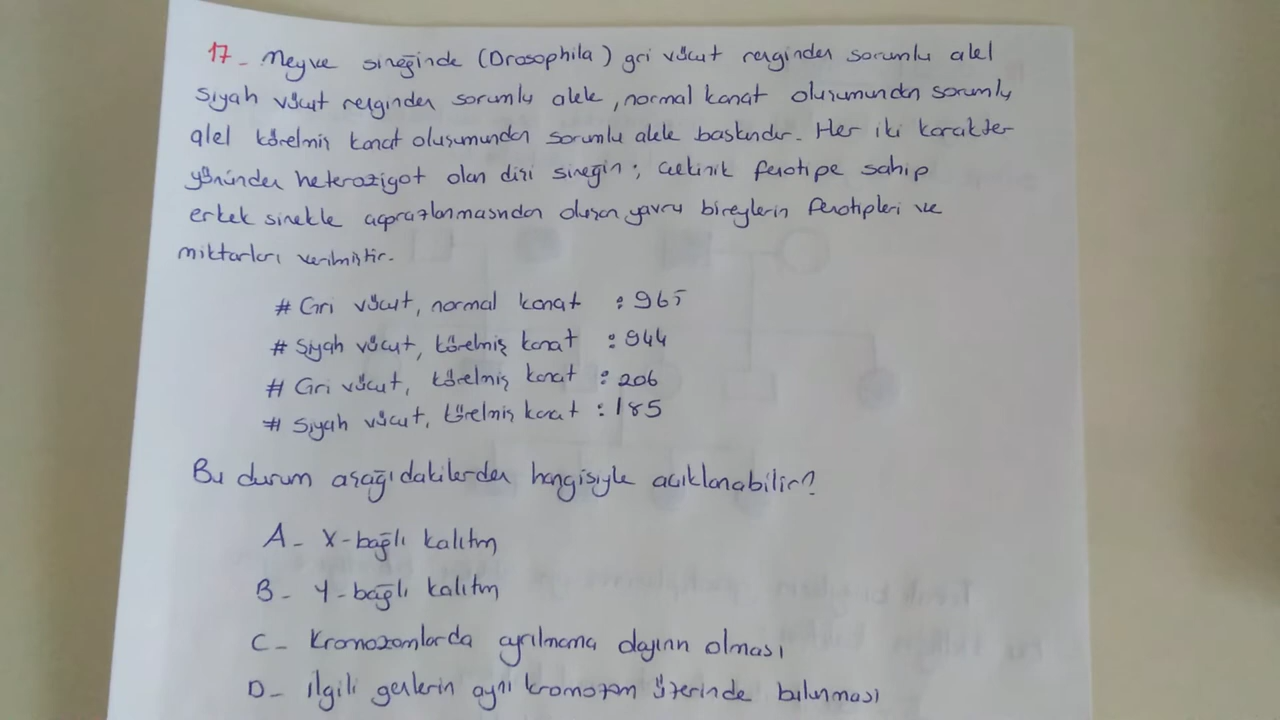 17- Meyve sineğinde (Drosophila) gri vücut renginden sorumlu alel
siyah vücut renginden sorumlu alele, normal kanat oluşumundan sorumlu
alel körelmiş kanat oluşumundan sorumlu alele baskındır. Her iki karakter
yönünden heterozigot olan dişi sineğin; çekinik fenotipe sahip
erkek sinekle çaprazlanmasından oluşan yavru bireylerin fenotipleri ve
miktarları verilmiştir.
# Gri vücut, normal kanat : 965
# Siyah vücut, körelmiş kanat : 944
# Gri vücut, körelmiş kanat : 206
# Siyah vücut, körelmiş kanat : 185
Bu durum aşağıdakilerden hangisiyle açıklanabilir?
A- X-bağlı kalıtım
B- Y-bağlı kalıtım
C- Kromozomlarda ayrılmama olayının olması
D- İlgili genlerin aynı kromozom üzerinde bulunması